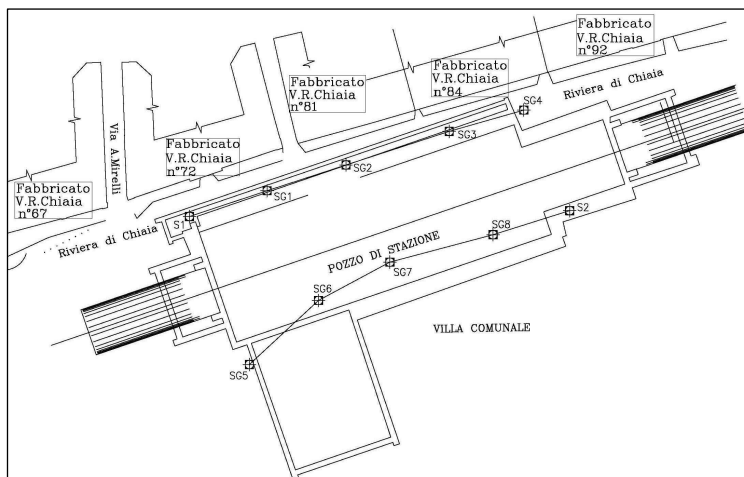 Fabbricato
V.R.Chiaia
n°92
Fabbricato
V.R.Chiaia
n°84
Riviera di Chiaia
Fabbricato
V.R.Chiaia
n°81
SG4
SG3
Via A.Mirelli
Fabbricato
V.R.Chiaia
n°72
SG2
Fabbricato
V.R.Chiaia
n°67
SG1
S1
S2
Riviera di Chiaia
SG8
POZZO DI STAZIONE
SG7
SG6
VILLA COMUNALE
SG5